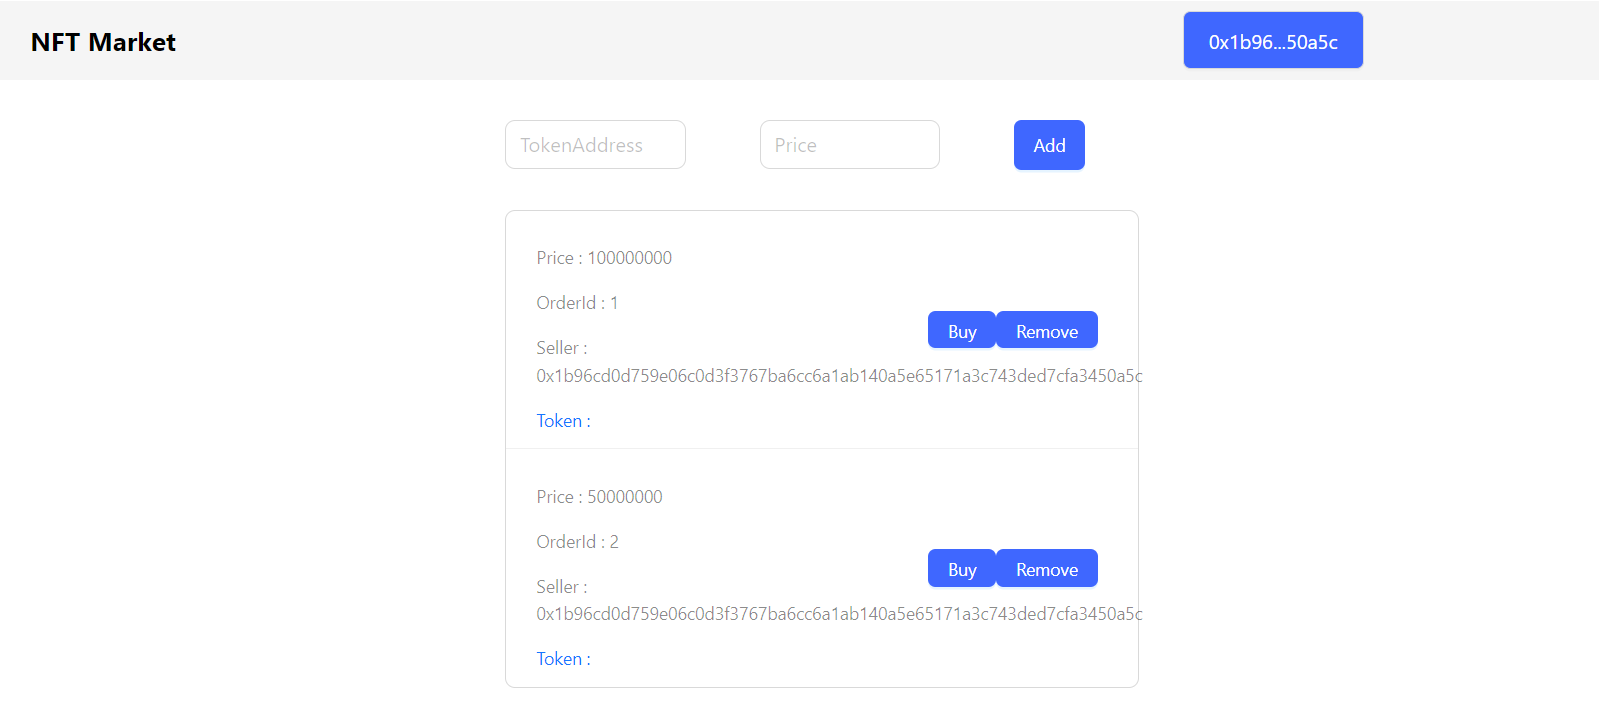 NFT Market
0x1b96...50a5c
TokenAddress
Price
Add
Price : 100000000
OrderId : 1
Buy
Remove
Seller :
0x1b96cd0d759e06c0d3f3767ba6cc6a1ab140a5e65171a3c743ded7cfa3450a5c
Token :
Price : 50000000
OrderId : 2
Buy
Remove
Seller :
0x1b96cd0d759e06c0d3f3767ba6cc6a1ab140a5e65171a3c743ded7cfa3450a5c
Token :